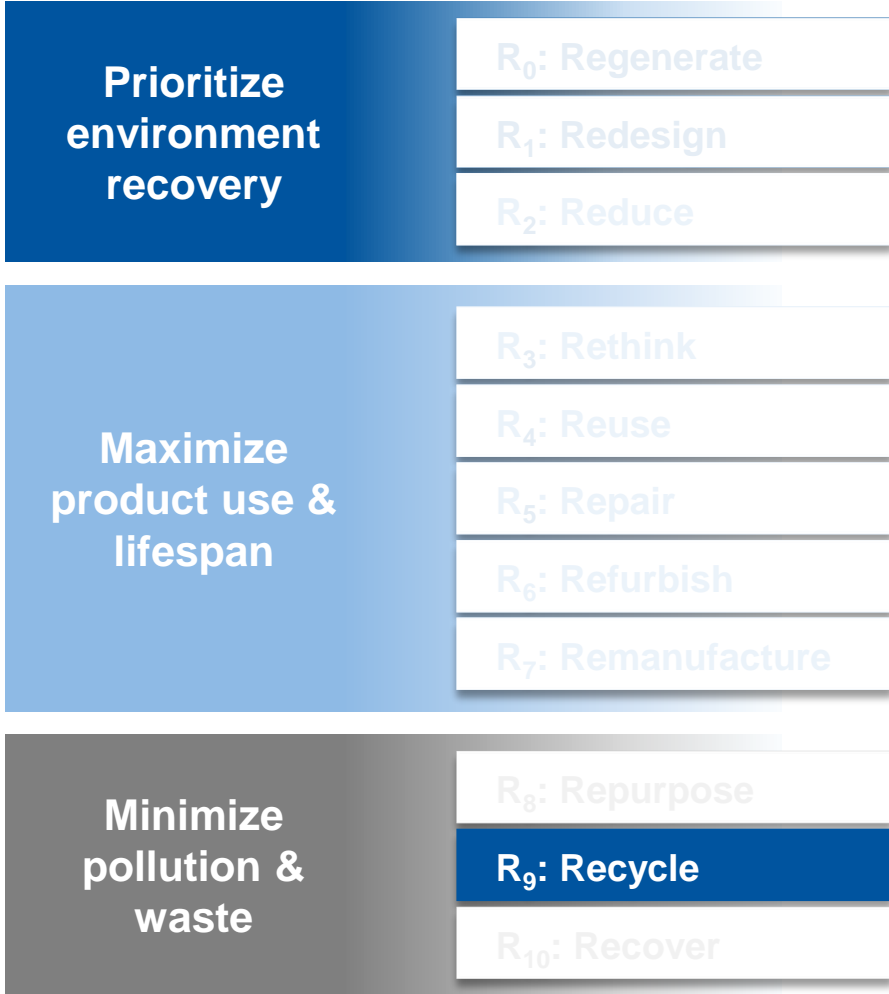 Prioritize
environment
recovery
R₀: Regenerate
R₁: Redesign
R₂: Reduce
Maximize
product use &
lifespan
R₃: Rethink
R₄: Reuse
R₅: Repair
R₆: Refurbish
R₇: Remanufacture
Minimize
pollution &
waste
R₈: Repurpose
R₉: Recycle
R₁₀: Recover